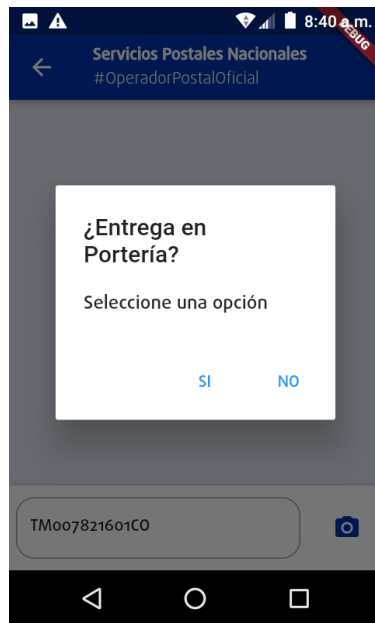 8:40 a.m.
DEBUG
Servicios Postales Nacionales
#OperadorPostalOficial
¿Entrega en
Portería?
Seleccione una opción
SI NO
TM007821601CO